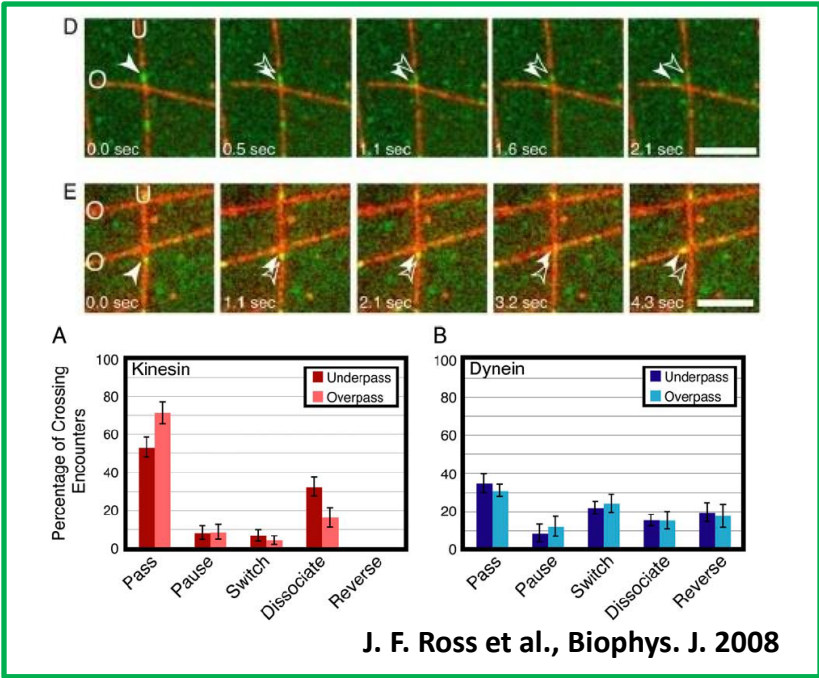 D
U
O
0.0 sec
0.5 sec
1.1 sec
1.6 sec
2.1 sec
E
U
O
O
0.0 sec
1.1 sec
2.1 sec
3.2 sec
4.3 sec
A
Percentage of Crossing
Encounters
100
80
60
40
20
0
Kinesin
Underpass
Overpass
Pass
Pause
Switch
Dissociate
Reverse
B
100
80
60
40
20
0
Dynein
Underpass
Overpass
Pass
Pause
Switch
Dissociate
Reverse
J. F. Ross et al., Biophys. J. 2008